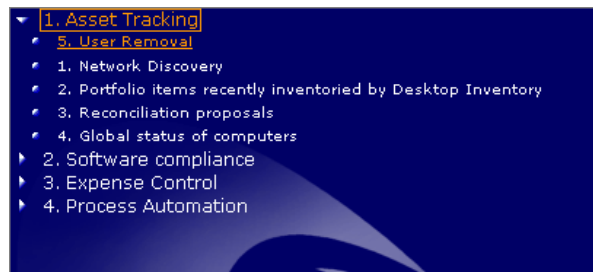 1. Asset Tracking
5. User Removal
1. Network Discovery
2. Portfolio items recently inventoried by Desktop Inventory
3. Reconciliation proposals
4. Global status of computers
2. Software compliance
3. Expense Control
4. Process Automation